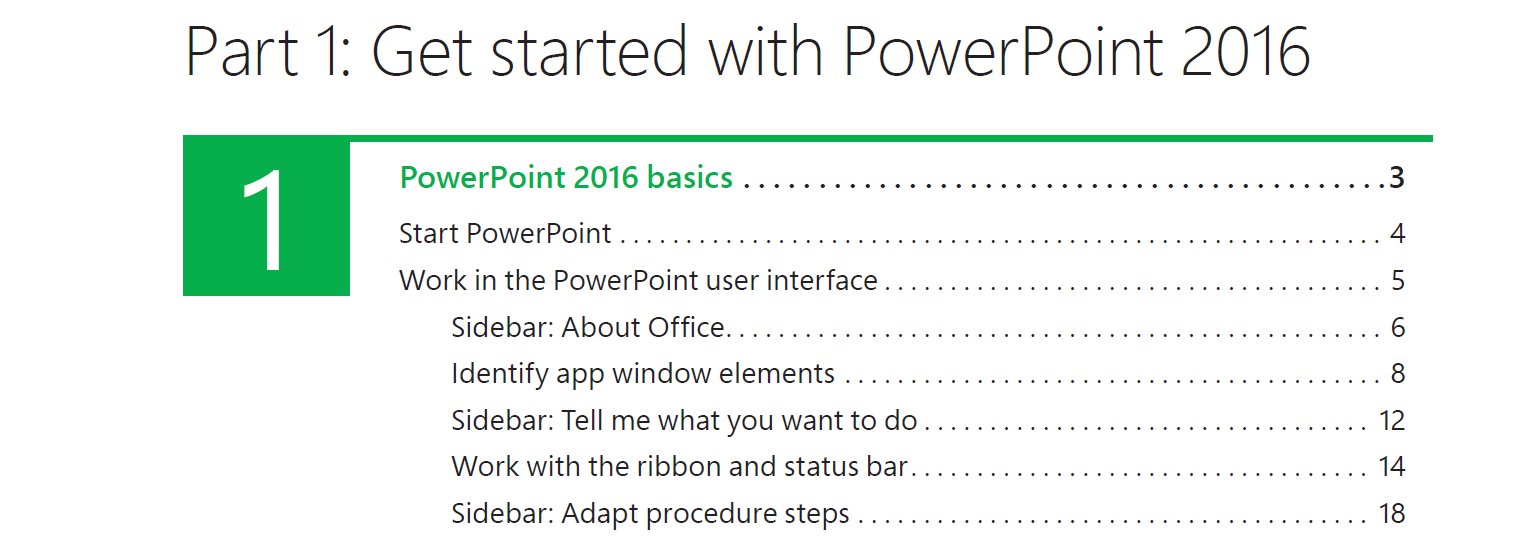 Part 1: Get started with PowerPoint 2016
1
PowerPoint 2016 basics . . . . . . . . . . . . . . . . . . . . . . . . . . . . . . . . . . . . . . . . . . . 3
Start PowerPoint . . . . . . . . . . . . . . . . . . . . . . . . . . . . . . . . . . . . . . . . . . . . . . . . . . . . . . . . . . 4
Work in the PowerPoint user interface . . . . . . . . . . . . . . . . . . . . . . . . . . . . . . . . . . . . . . 5
Sidebar: About Office. . . . . . . . . . . . . . . . . . . . . . . . . . . . . . . . . . . . . . . . . . . . . . . . . . 6
Identify app window elements . . . . . . . . . . . . . . . . . . . . . . . . . . . . . . . . . . . . . . . . . 8
Sidebar: Tell me what you want to do . . . . . . . . . . . . . . . . . . . . . . . . . . . . . . . . . . 12
Work with the ribbon and status bar. . . . . . . . . . . . . . . . . . . . . . . . . . . . . . . . . . . 14
Sidebar: Adapt procedure steps . . . . . . . . . . . . . . . . . . . . . . . . . . . . . . . . . . . . . . . 18